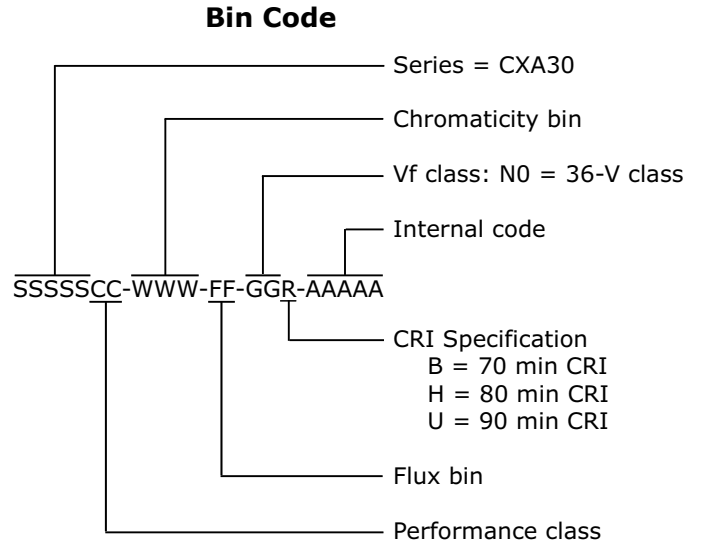 Bin Code
Series = CXA30
Chromaticity bin
Vf class: N0 = 36-V class
Internal code
SSSSSCC-WWW-FF-GGR-AAAAA
CRI Specification
B = 70 min CRI
H = 80 min CRI
U = 90 min CRI
Flux bin
Performance class